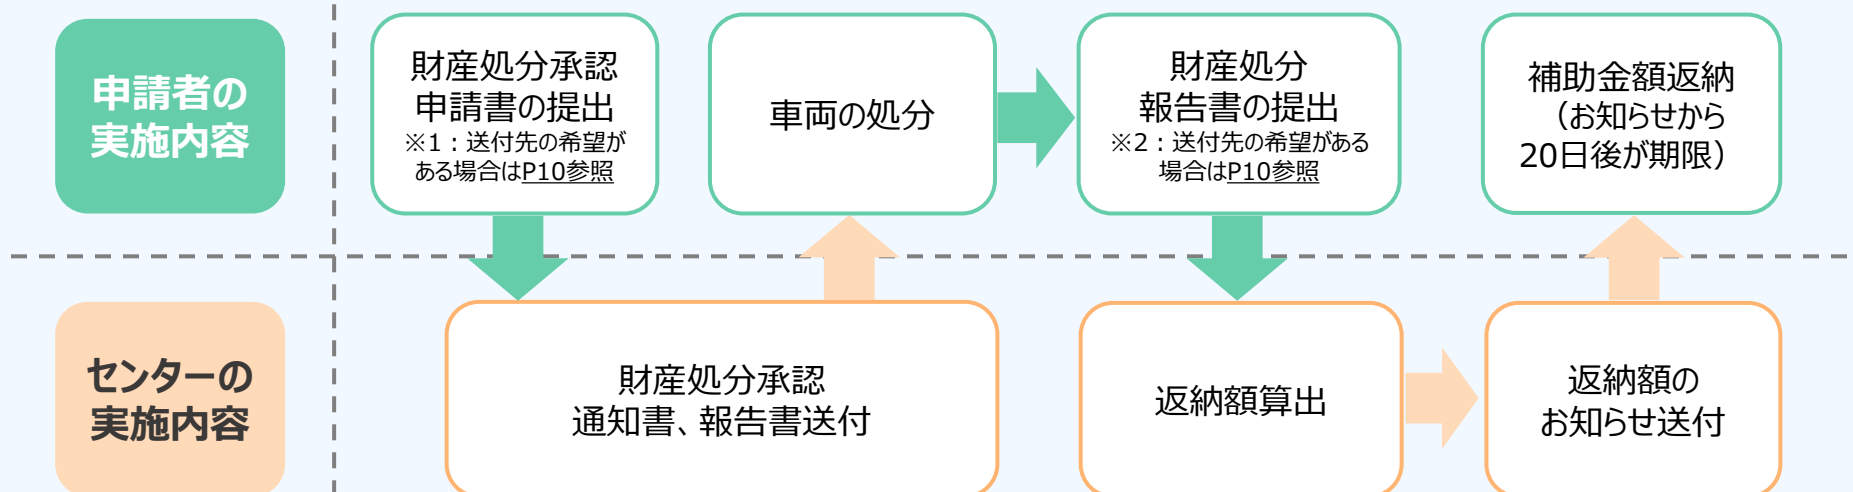 申請者の
実施内容
財産処分承認
申請書の提出
※1：送付先の希望が
ある場合はP10参照
車両の処分
財産処分
報告書の提出
※2：送付先の希望がある
場合はP10参照
補助金額返納
（お知らせから
20日後が期限）
センターの
実施内容
財産処分承認
通知書、報告書送付
返納額算出
返納額の
お知らせ送付